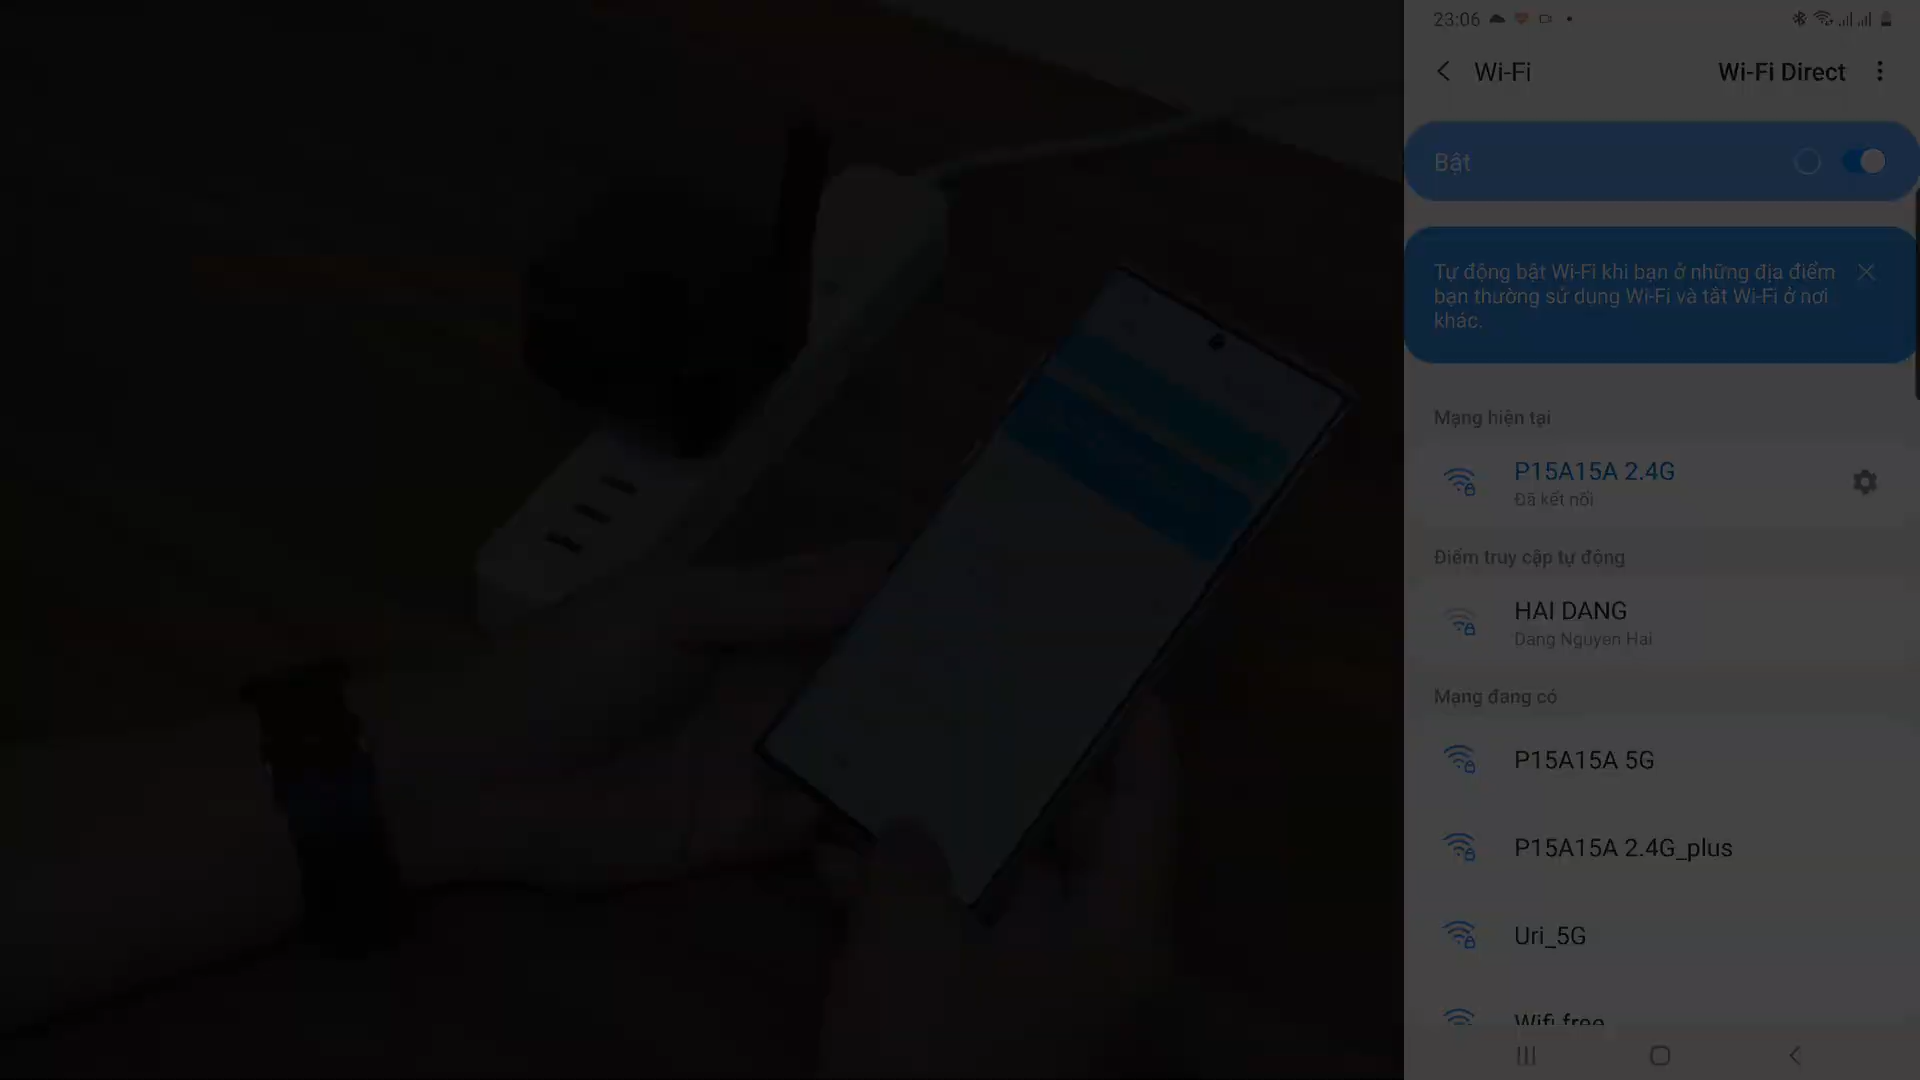 23:06
Wi-Fi
Wi-Fi Direct
Bật
Tự động bật Wi-Fi khi bạn ở những địa điểm
bạn thường sử dụng Wi-Fi và tắt Wi-Fi ở nơi
khác.
Mạng hiện tại
P15A15A 2.4G
Đã kết nối
Điểm truy cập tự động
HAI DANG
Dang Nguyen Hai
Mạng đang có
P15A15A 5G
P15A15A 2.4G_plus
Uri_5G
Wifi free